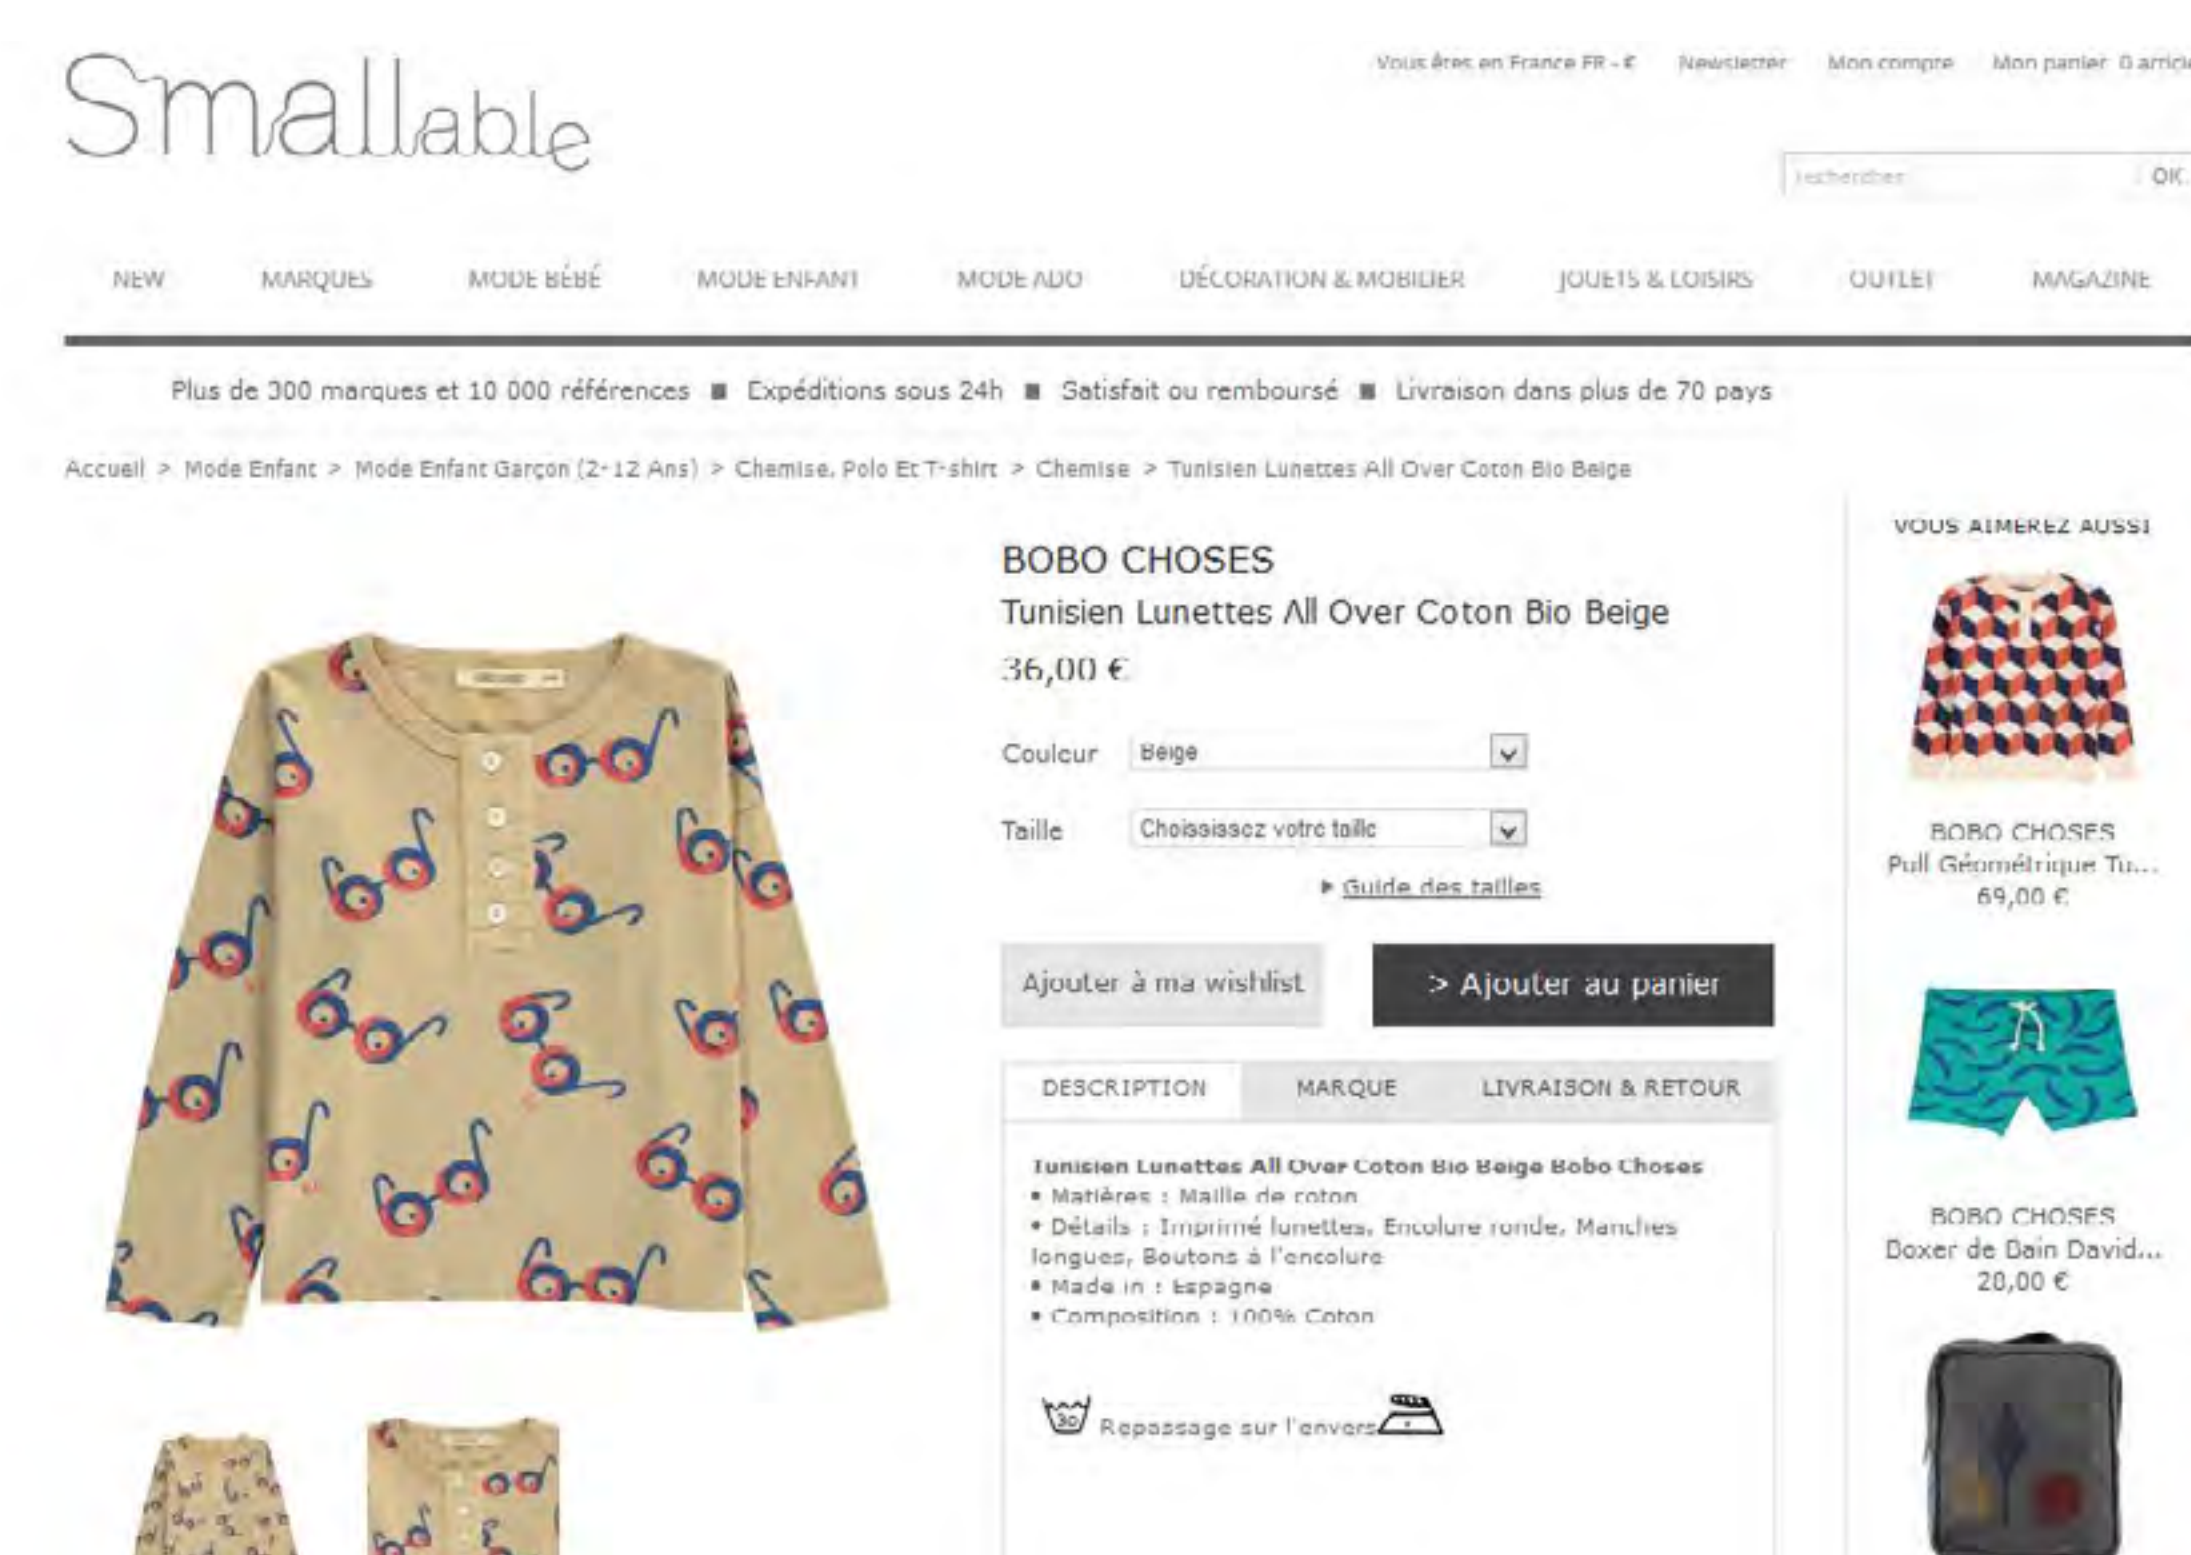 Smallable
Vous êtes en France FR - € Newsletter Mon compte Mon panier 0 article
rechercher OK
NEW MARQUES MODE BÉBÉ MODE ENFANT MODE ADO DÉCORATION & MOBILIER JOUETS & LOISIRS OUTLET MAGAZINE
Plus de 300 marques et 10 000 références ■ Expéditions sous 24h ■ Satisfait ou remboursé ■ Livraison dans plus de 70 pays
Accueil > Mode Enfant > Mode Enfant Garçon (2-12 Ans) > Chemise, Polo Et T-shirt > Chemise > Tunisien Lunettes All Over Coton Bio Beige
BOBO CHOSES
Tunisien Lunettes All Over Coton Bio Beige
36,00 €
Couleur Beige
Taille Choississez votre taille
Guide des tailles
Ajouter à ma wishlist > Ajouter au panier
DESCRIPTION MARQUE LIVRAISON & RETOUR
Tunisien Lunettes All Over Coton Bio Beige Bobo Choses
• Matières : Maille de coton
• Détails : Imprimé lunettes, Encolure ronde, Manches
longues, Boutons à l'encolure
• Made in : Espagne
• Composition : 100% Coton
30 Repassage sur l'envers
VOUS AIMEREZ AUSSI
BOBO CHOSES
Pull Géométrique Tu...
69,00 €
BOBO CHOSES
Boxer de Bain David...
28,00 €